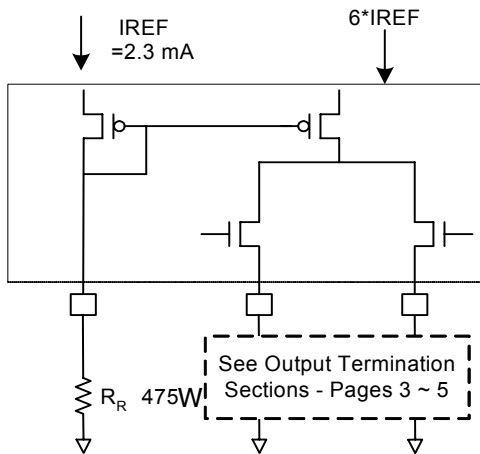 IREF
=2.3 mA
6*IREF
See Output Termination
Sections - Pages 3 ~ 5
RR 475W